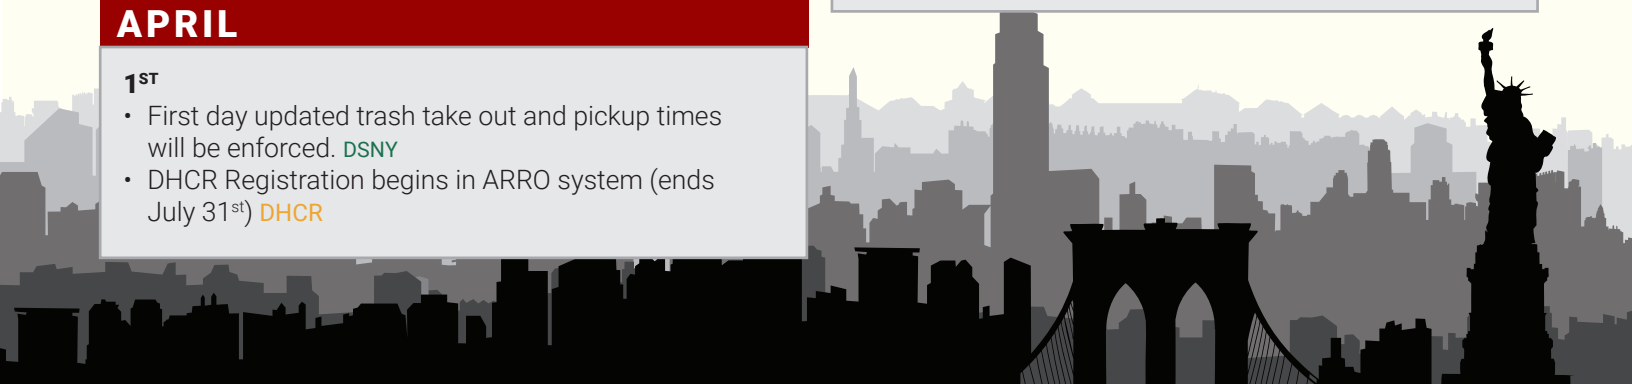 APRIL
1ST
• First day updated trash take out and pickup times
will be enforced. DSNY
• DHCR Registration begins in ARRO system (ends
July 31st) DHCR